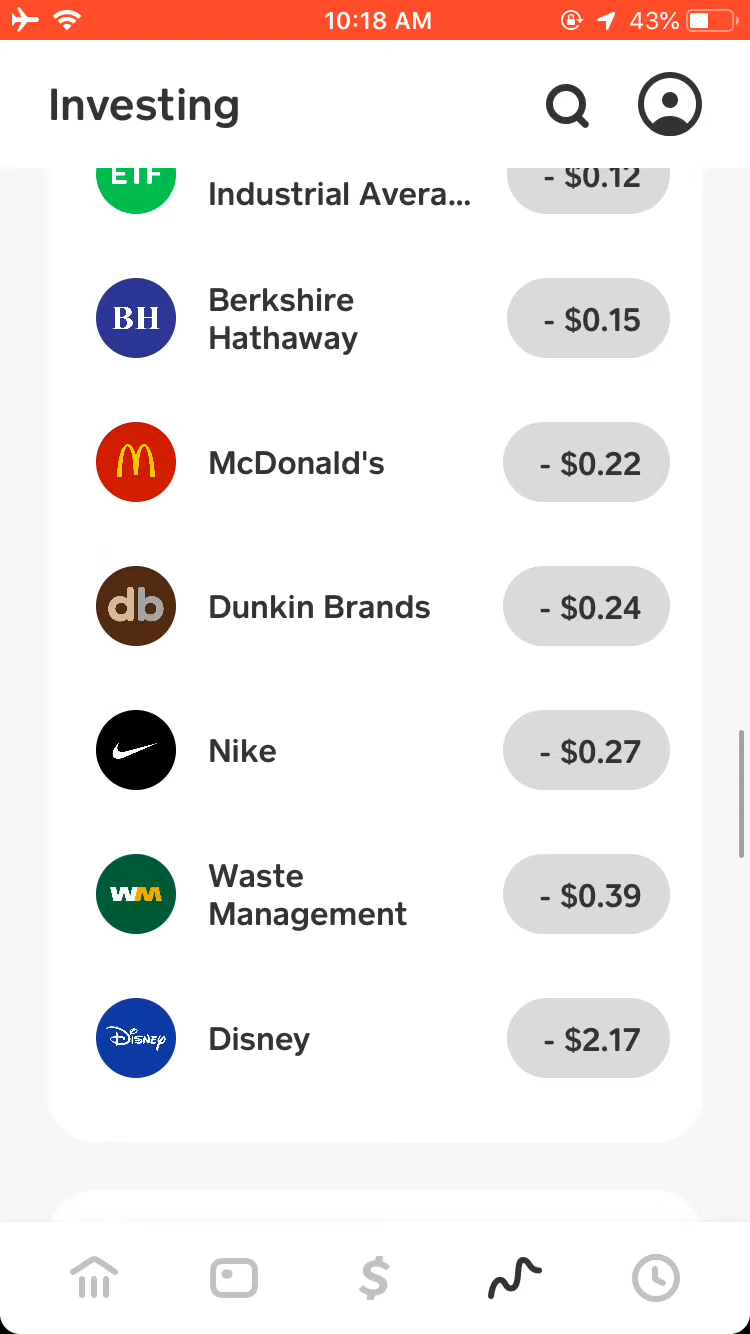 10:18 AM
43%
Investing
ETF
Industrial Avera...
- $0.12
BH
Berkshire
Hathaway
- $0.15
McDonald's
- $0.22
db
Dunkin Brands
- $0.24
Nike
- $0.27
WM
Waste
Management
- $0.39
Disney
Disney
- $2.17
$